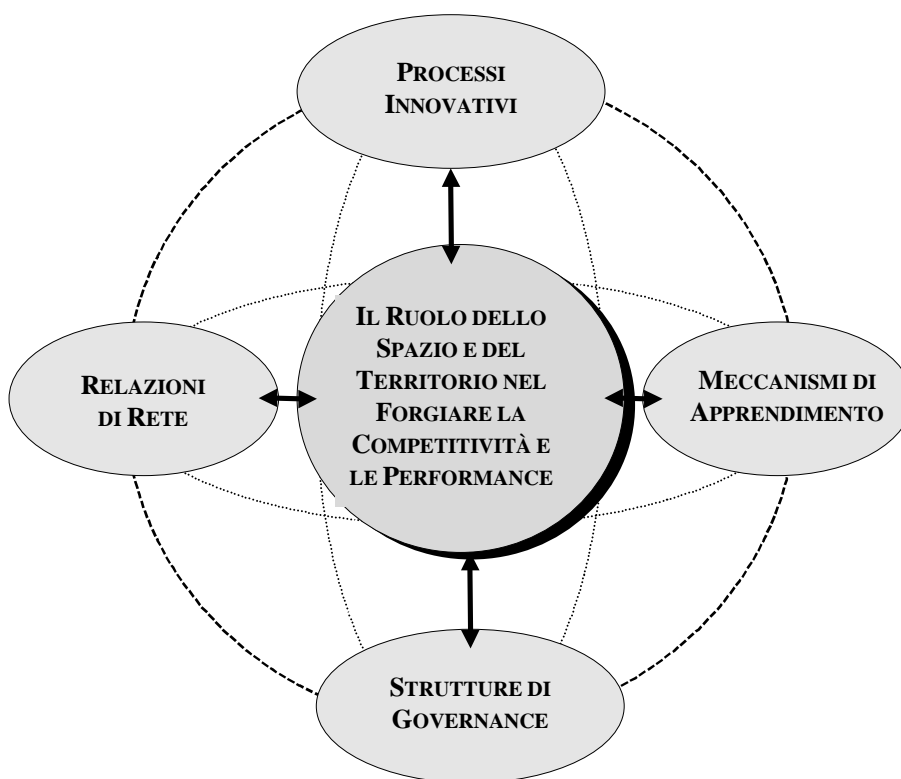 PROCESSI
INNOVATIVI
IL RUOLO DELLO
SPAZIO E DEL
TERRITORIO NEL
FORGIARE LA
COMPETITIVITÀ E
LE PERFORMANCE
RELAZIONI
DI RETE
MECCANISMI DI
APPRENDIMENTO
STRUTTURE DI
GOVERNANCE